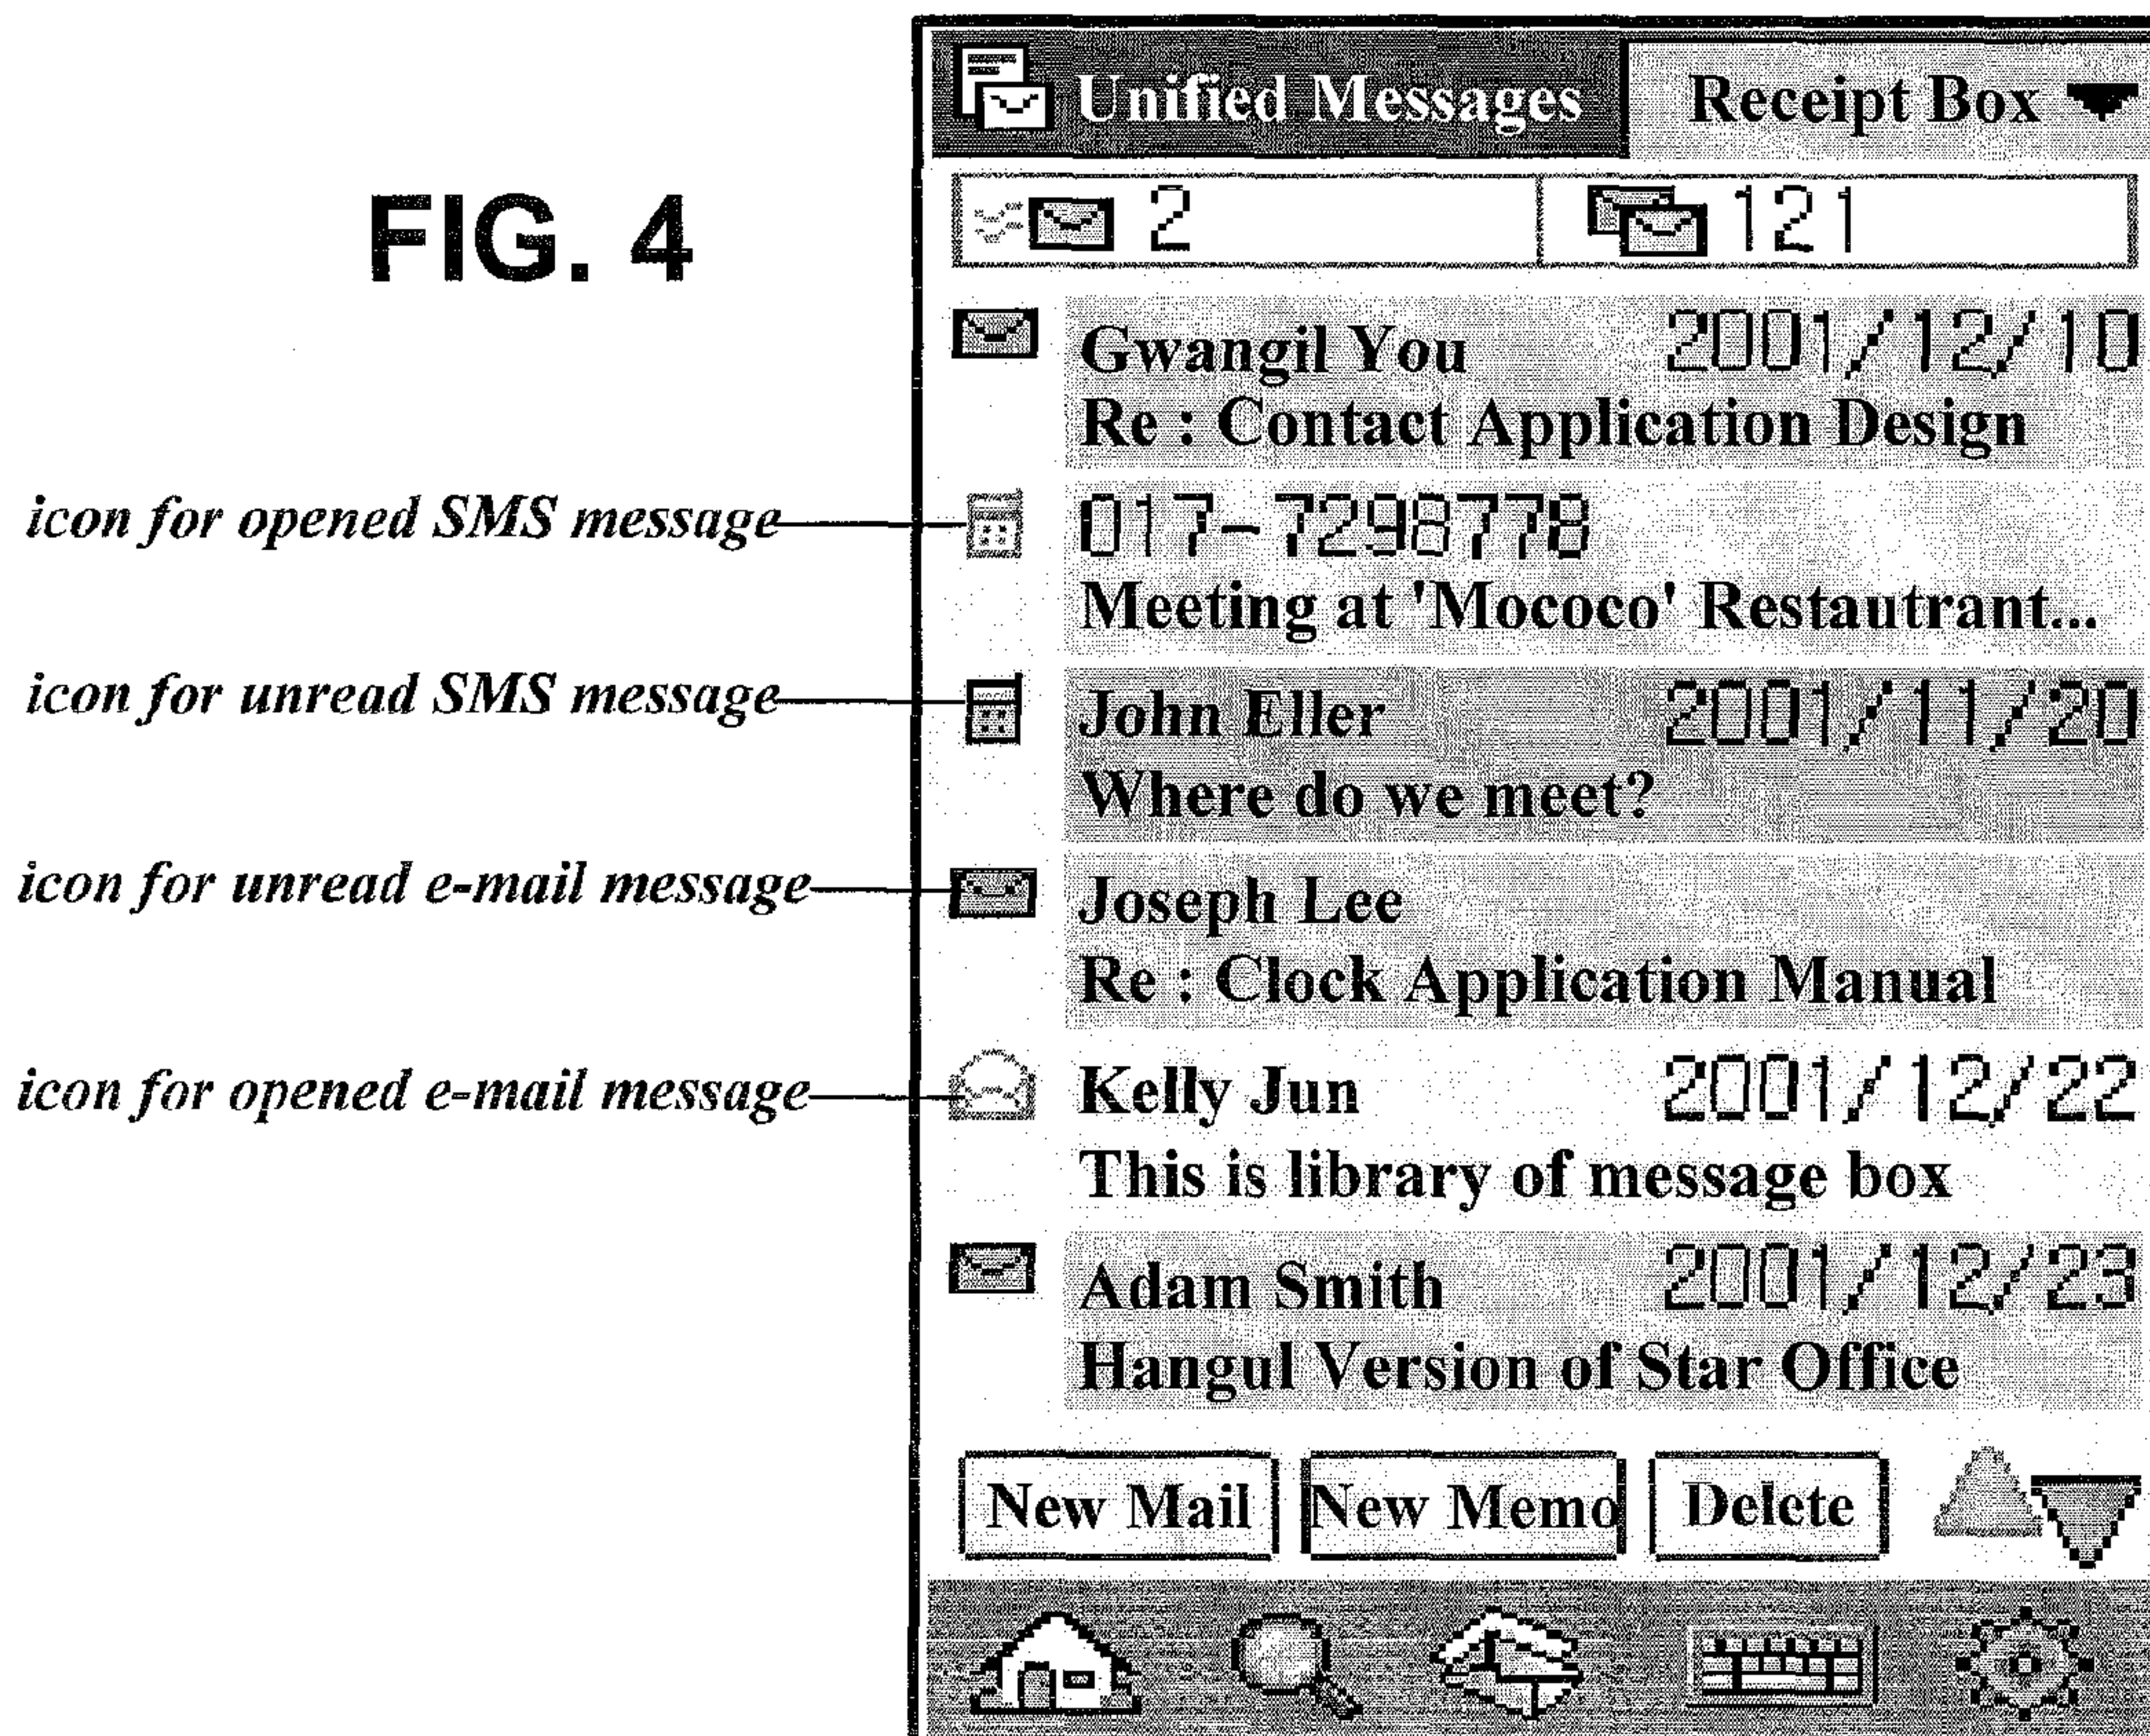 FIG. 4
Unified Messages Receipt Box
2 121
Gwangil You 2001/12/10
Re : Contact Application Design
icon for opened SMS message
017-7298778
Meeting at 'Mococo' Restautrant...
icon for unread SMS message
John Eller 2001/11/20
Where do we meet?
icon for unread e-mail message
Joseph Lee
Re : Clock Application Manual
icon for opened e-mail message
Kelly Jun 2001/12/22
This is library of message box
Adam Smith 2001/12/23
Hangul Version of Star Office
New Mail New Memo Delete